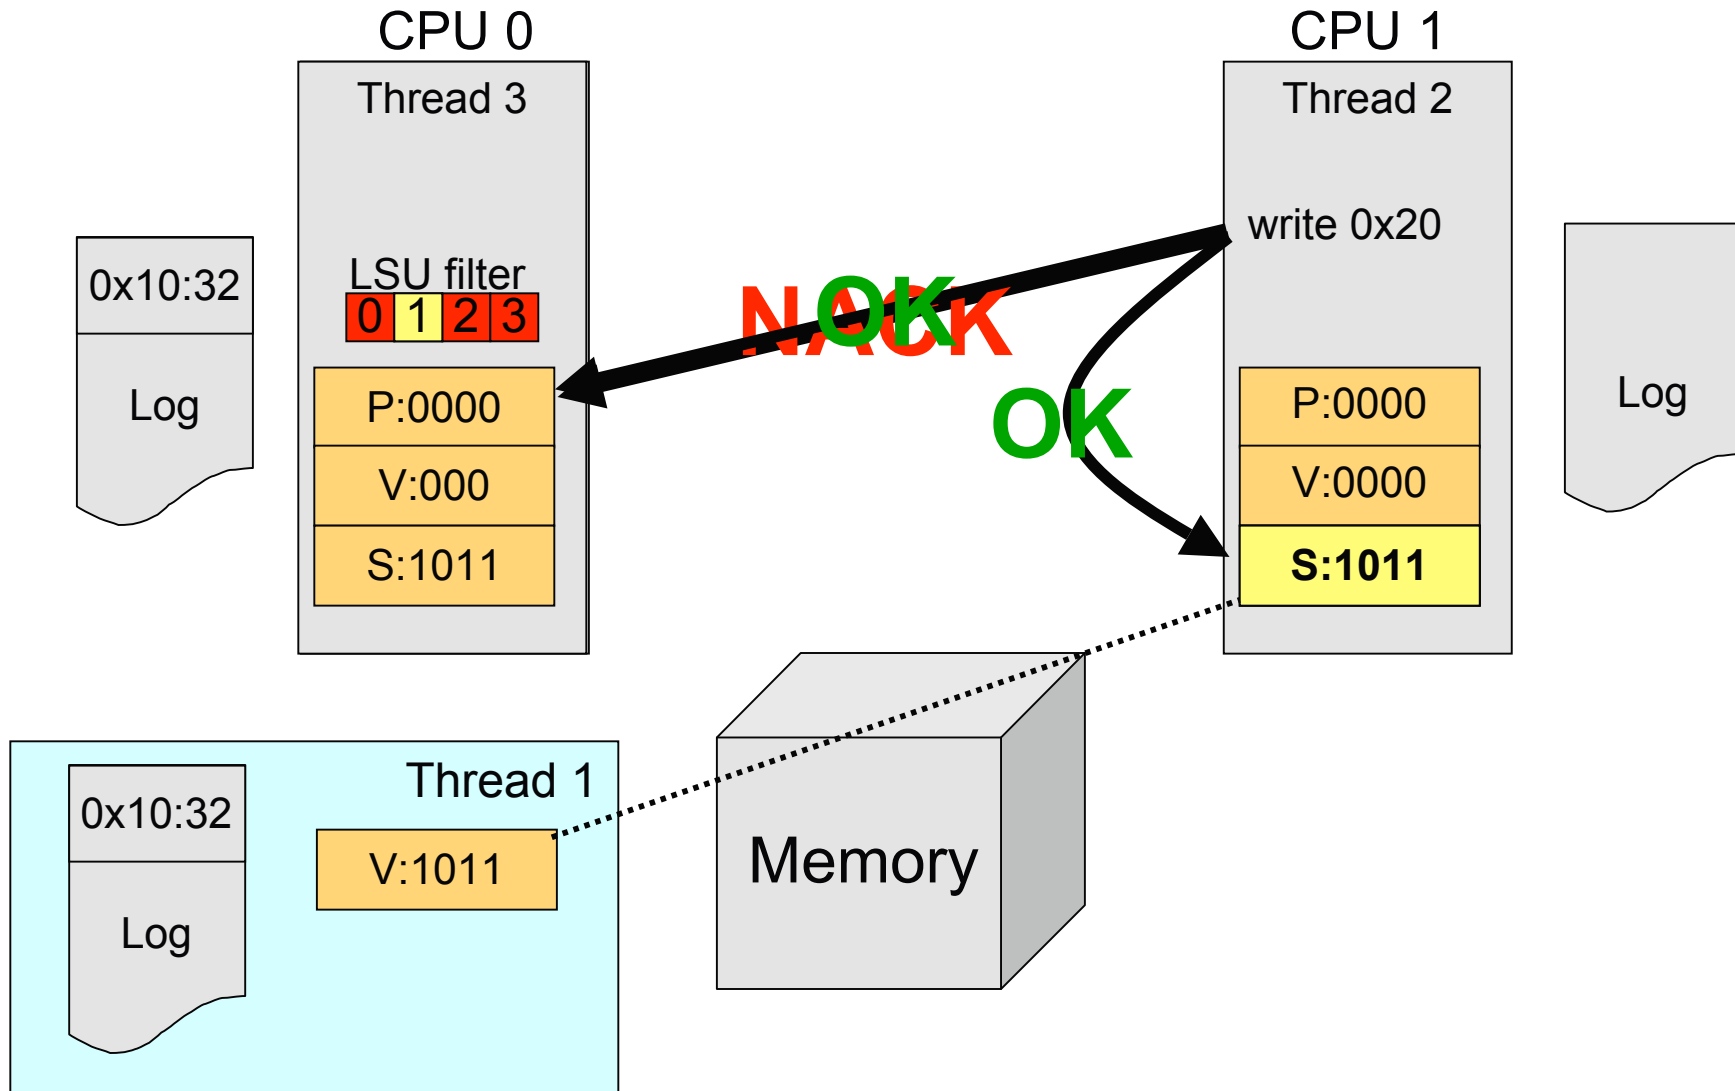 CPU 0
CPU 1
Thread 3
Thread 2
write 0x20
0x10:32
Log
LSU filter
0 1 2 3
NACK
OK
OK
P:0000
V:000
S:1011
P:0000
V:0000
S:1011
Log
Thread 1
0x10:32
Log
V:1011
Memory